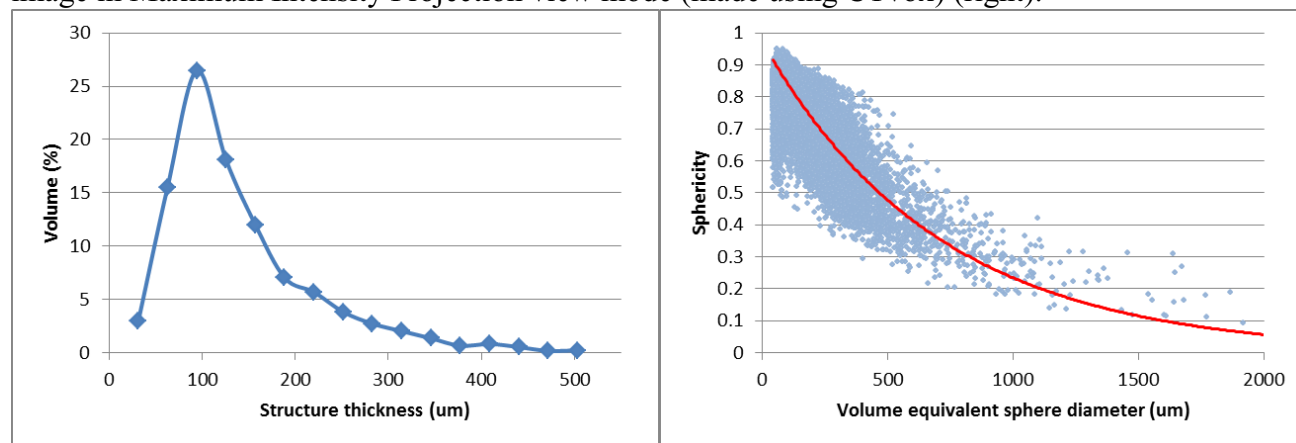 image in Maximum Intensity Projection view mode (made using CTVox) (right).
30
25
20
15
10
5
0
Volume (%)
0 100 200 300 400 500
Structure thickness (um)
1
0.9
0.8
0.7
0.6
0.5
0.4
0.3
0.2
0.1
0
Sphericity
0 500 1000 1500 2000
Volume equivalent sphere diameter (um)